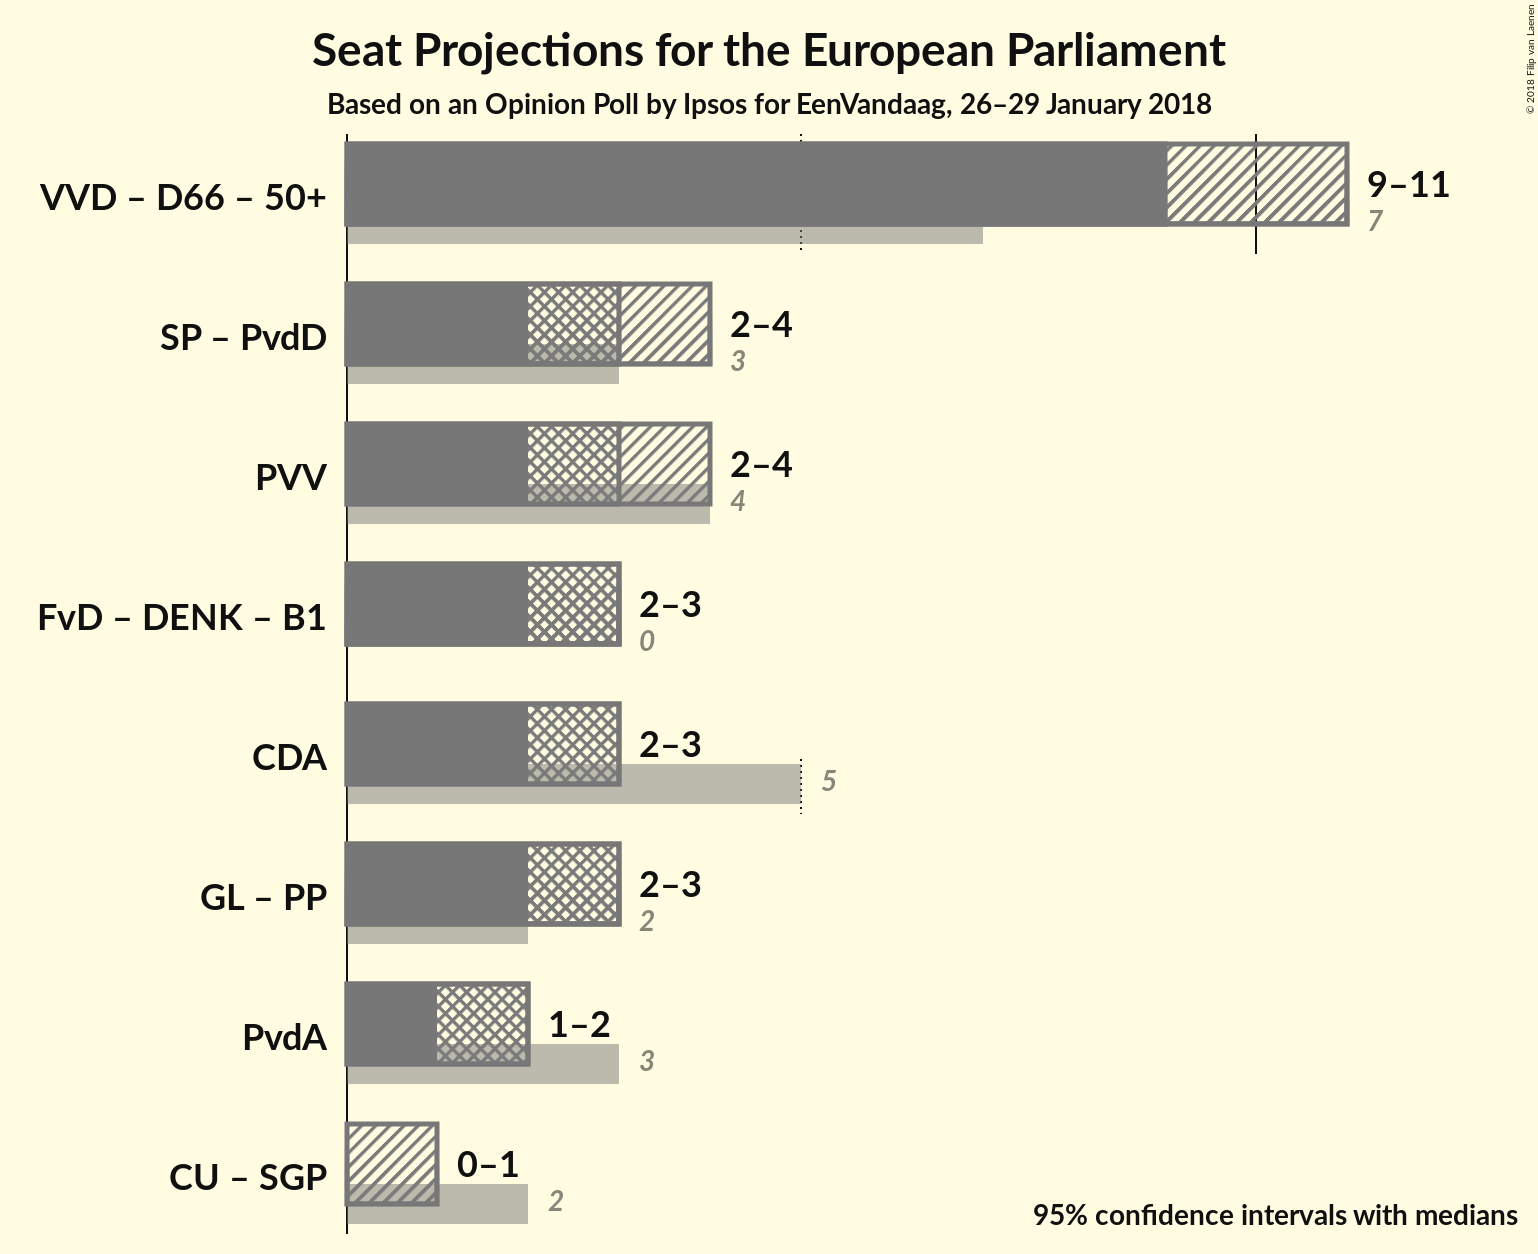 Seat Projections for the European Parliament
Based on an Opinion Poll by Ipsos for EenVandaag, 26–29 January 2018
© 2018 Filip van Laenen
VVD – D66 – 50+
9–11
7
SP – PvdD
2–4
3
PVV
2–4
4
FvD – DENK – B1
2–3
0
CDA
2–3
5
GL – PP
2–3
2
PvdA
1–2
3
CU – SGP
0–1
2
95% confidence intervals with medians